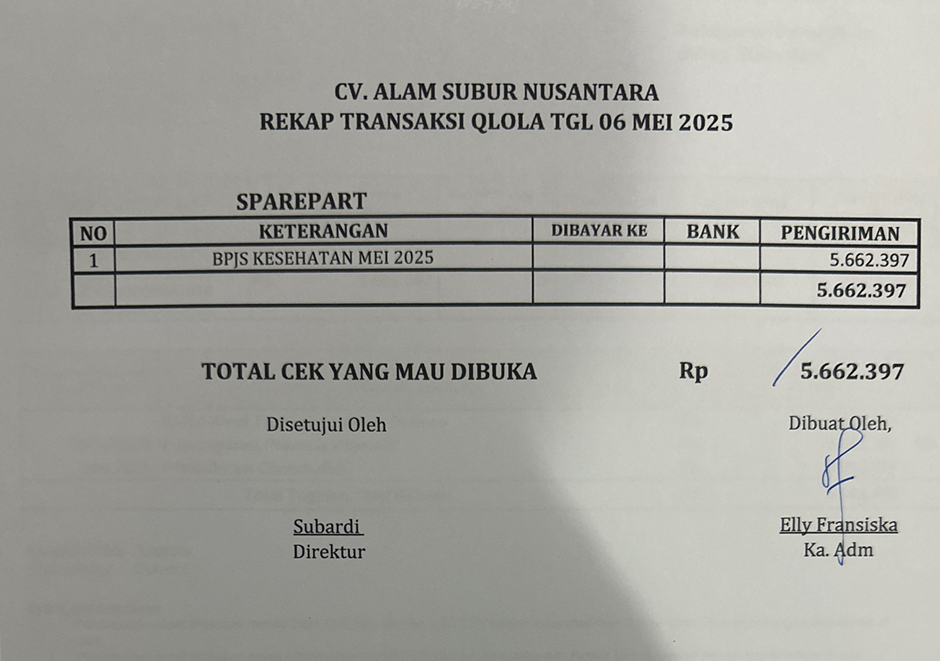 CV. ALAM SUBUR NUSANTARA
REKAP TRANSAKSI QLOLA TGL 06 MEI 2025
SPAREPART
NO KETERANGAN DIBAYAR KE BANK PENGIRIMAN
1 BPJS KESEHATAN MEI 2025 5.662.397
5.662.397
TOTAL CEK YANG MAU DIBUKA Rp 5.662.397
Disetujui Oleh Dibuat Oleh,
Subardi Elly Fransiska
Direktur Ka. Adm